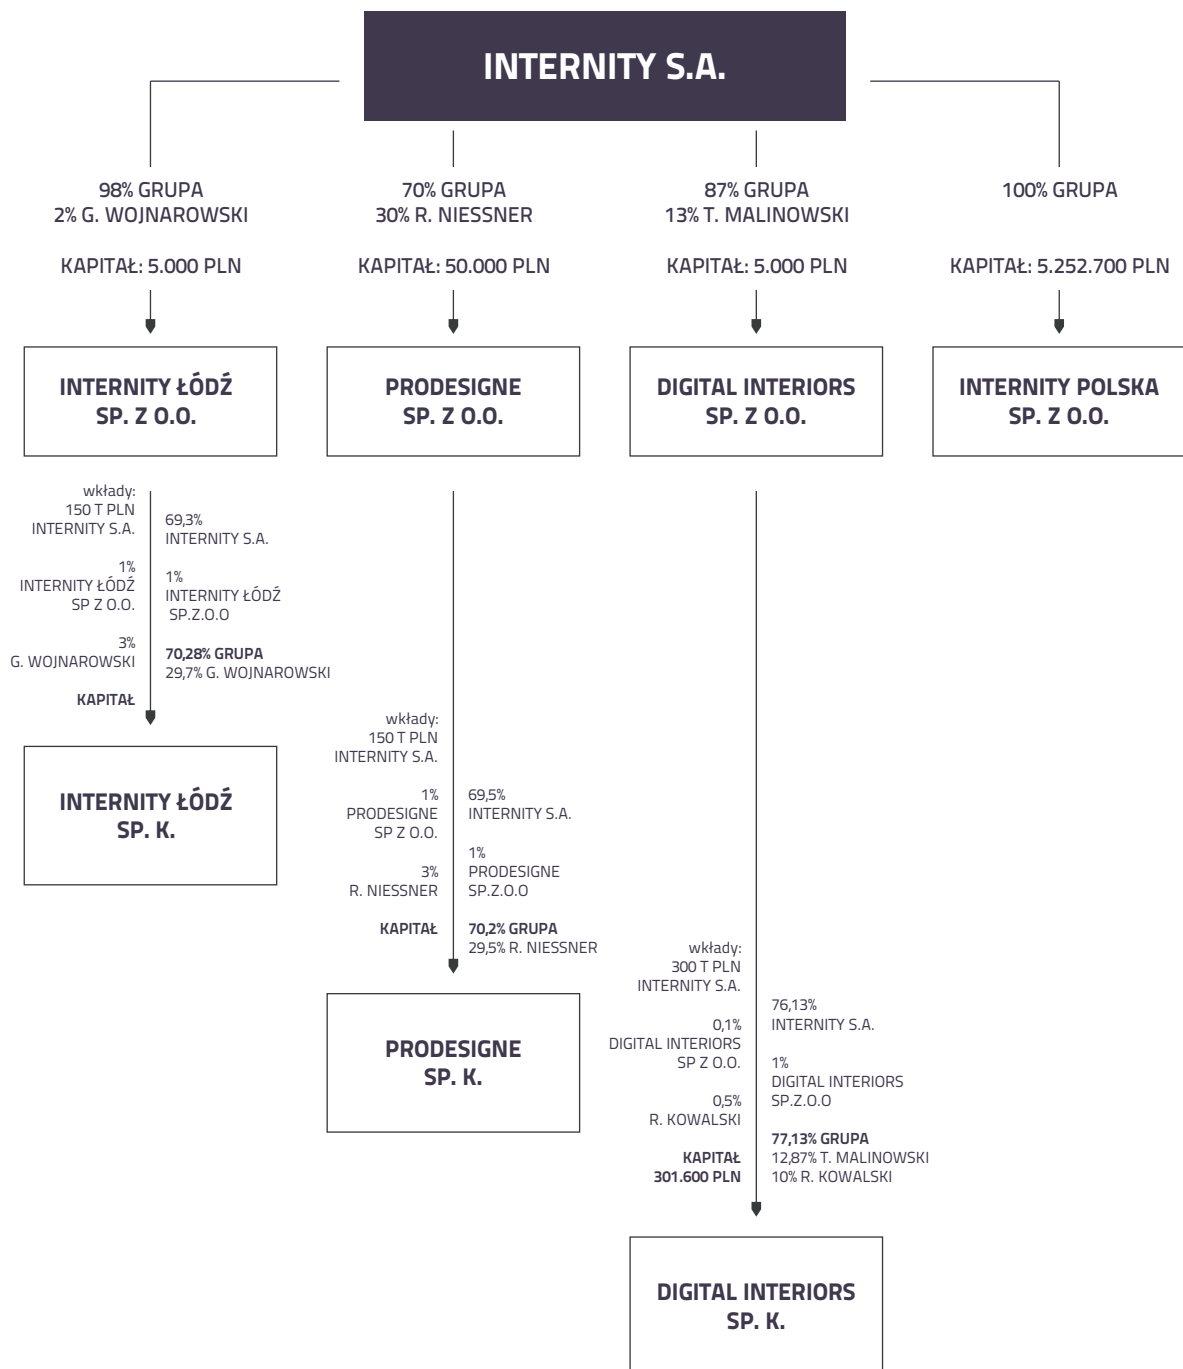 INTERNITY S.A.
98% GRUPA
2% G. WOJNAROWSKI
KAPITAŁ: 5.000 PLN
70% GRUPA
30% R. NIESSNER
KAPITAŁ: 50.000 PLN
87% GRUPA
13% T. MALINOWSKI
KAPITAŁ: 5.000 PLN
100% GRUPA
KAPITAŁ: 5.252.700 PLN
INTERNITY ŁÓDŹ
SP. Z O.O.
PRODESIGNE
SP. Z O.O.
DIGITAL INTERIORS
SP. Z O.O.
INTERNITY POLSKA
SP. Z O.O.
wkłady:
150 T PLN
INTERNITY S.A.
1%
INTERNITY ŁÓDŹ
SP Z O.O.
3%
G. WOJNAROWSKI
KAPITAŁ
69,3%
INTERNITY S.A.
1%
INTERNITY ŁÓDŹ
SP.Z.O.O
70,28% GRUPA
29,7% G. WOJNAROWSKI
INTERNITY ŁÓDŹ
SP. K.
wkłady:
150 T PLN
INTERNITY S.A.
1%
PRODESIGNE
SP Z O.O.
3%
R. NIESSNER
KAPITAŁ
69,5%
INTERNITY S.A.
1%
PRODESIGNE
SP.Z.O.O
70,2% GRUPA
29,5% R. NIESSNER
PRODESIGNE
SP. K.
wkłady:
300 T PLN
INTERNITY S.A.
0,1%
DIGITAL INTERIORS
SP Z O.O.
0,5%
R. KOWALSKI
KAPITAŁ
301.600 PLN
76,13%
INTERNITY S.A.
1%
DIGITAL INTERIORS
SP.Z.O.O
77,13% GRUPA
12,87% T. MALINOWSKI
10% R. KOWALSKI
DIGITAL INTERIORS
SP. K.